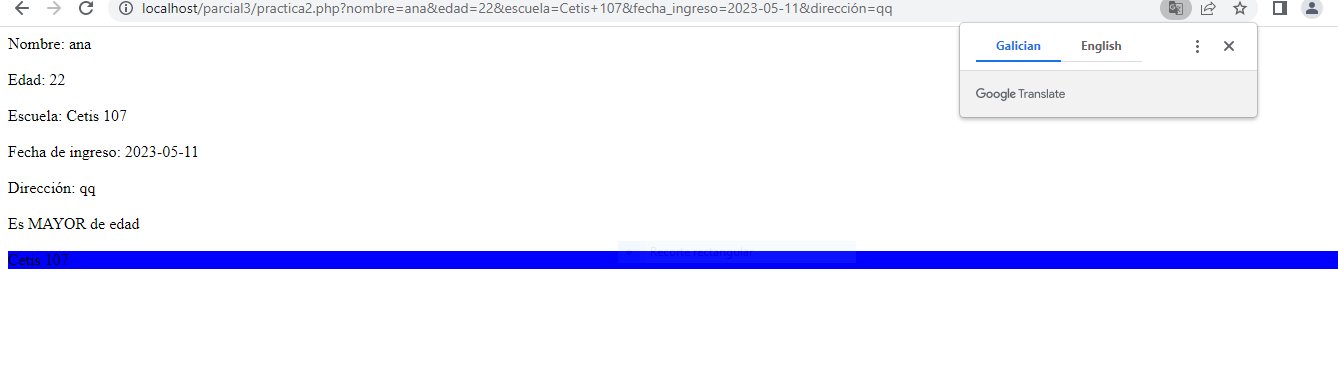 localhost/parcial3/practica2.php?nombre=ana&edad=22&escuela=Cetis+107&fecha_ingreso=2023-05-11&dirección=qq
Galician English
Google Translate
Nombre: ana
Edad: 22
Escuela: Cetis 107
Fecha de ingreso: 2023-05-11
Dirección: qq
Es MAYOR de edad
Cetis 107
Recorte rectangular